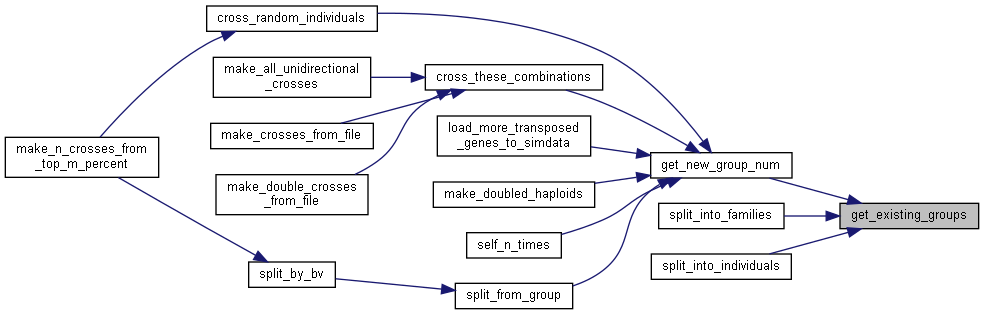 cross_random_individuals
make_all_unidirectional
_crosses
cross_these_combinations
make_crosses_from_file
load_more_transposed
_genes_to_simdata
make_n_crosses_from
_top_m_percent
get_new_group_num
make_double_crosses
_from_file
make_doubled_haploids
split_into_families
get_existing_groups
self_n_times
split_into_individuals
split_by_bv
split_from_group